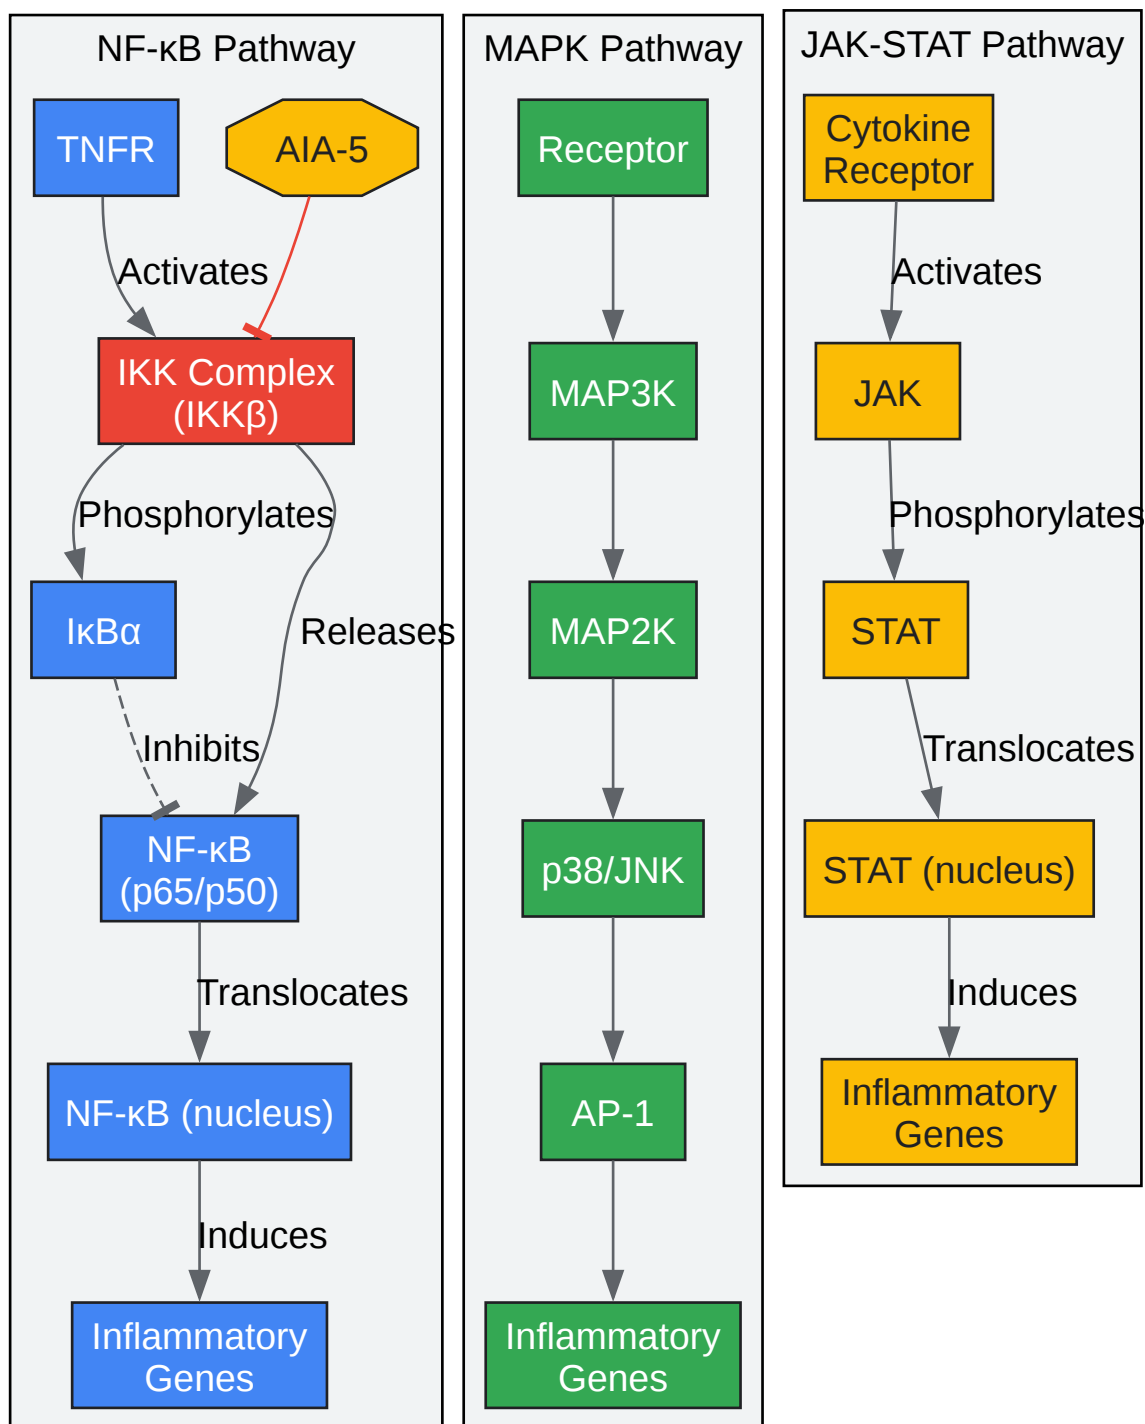 NF-κB Pathway
TNFR
AIA-5
Activates
IKK Complex
(IKKβ)
Phosphorylates
IκBα
Releases
Inhibits
NF-κB
(p65/p50)
Translocates
NF-κB (nucleus)
Induces
Inflammatory
Genes
MAPK Pathway
Receptor
MAP3K
MAP2K
p38/JNK
AP-1
Inflammatory
Genes
JAK-STAT Pathway
Cytokine
Receptor
Activates
JAK
Phosphorylates
STAT
Translocates
STAT (nucleus)
Induces
Inflammatory
Genes